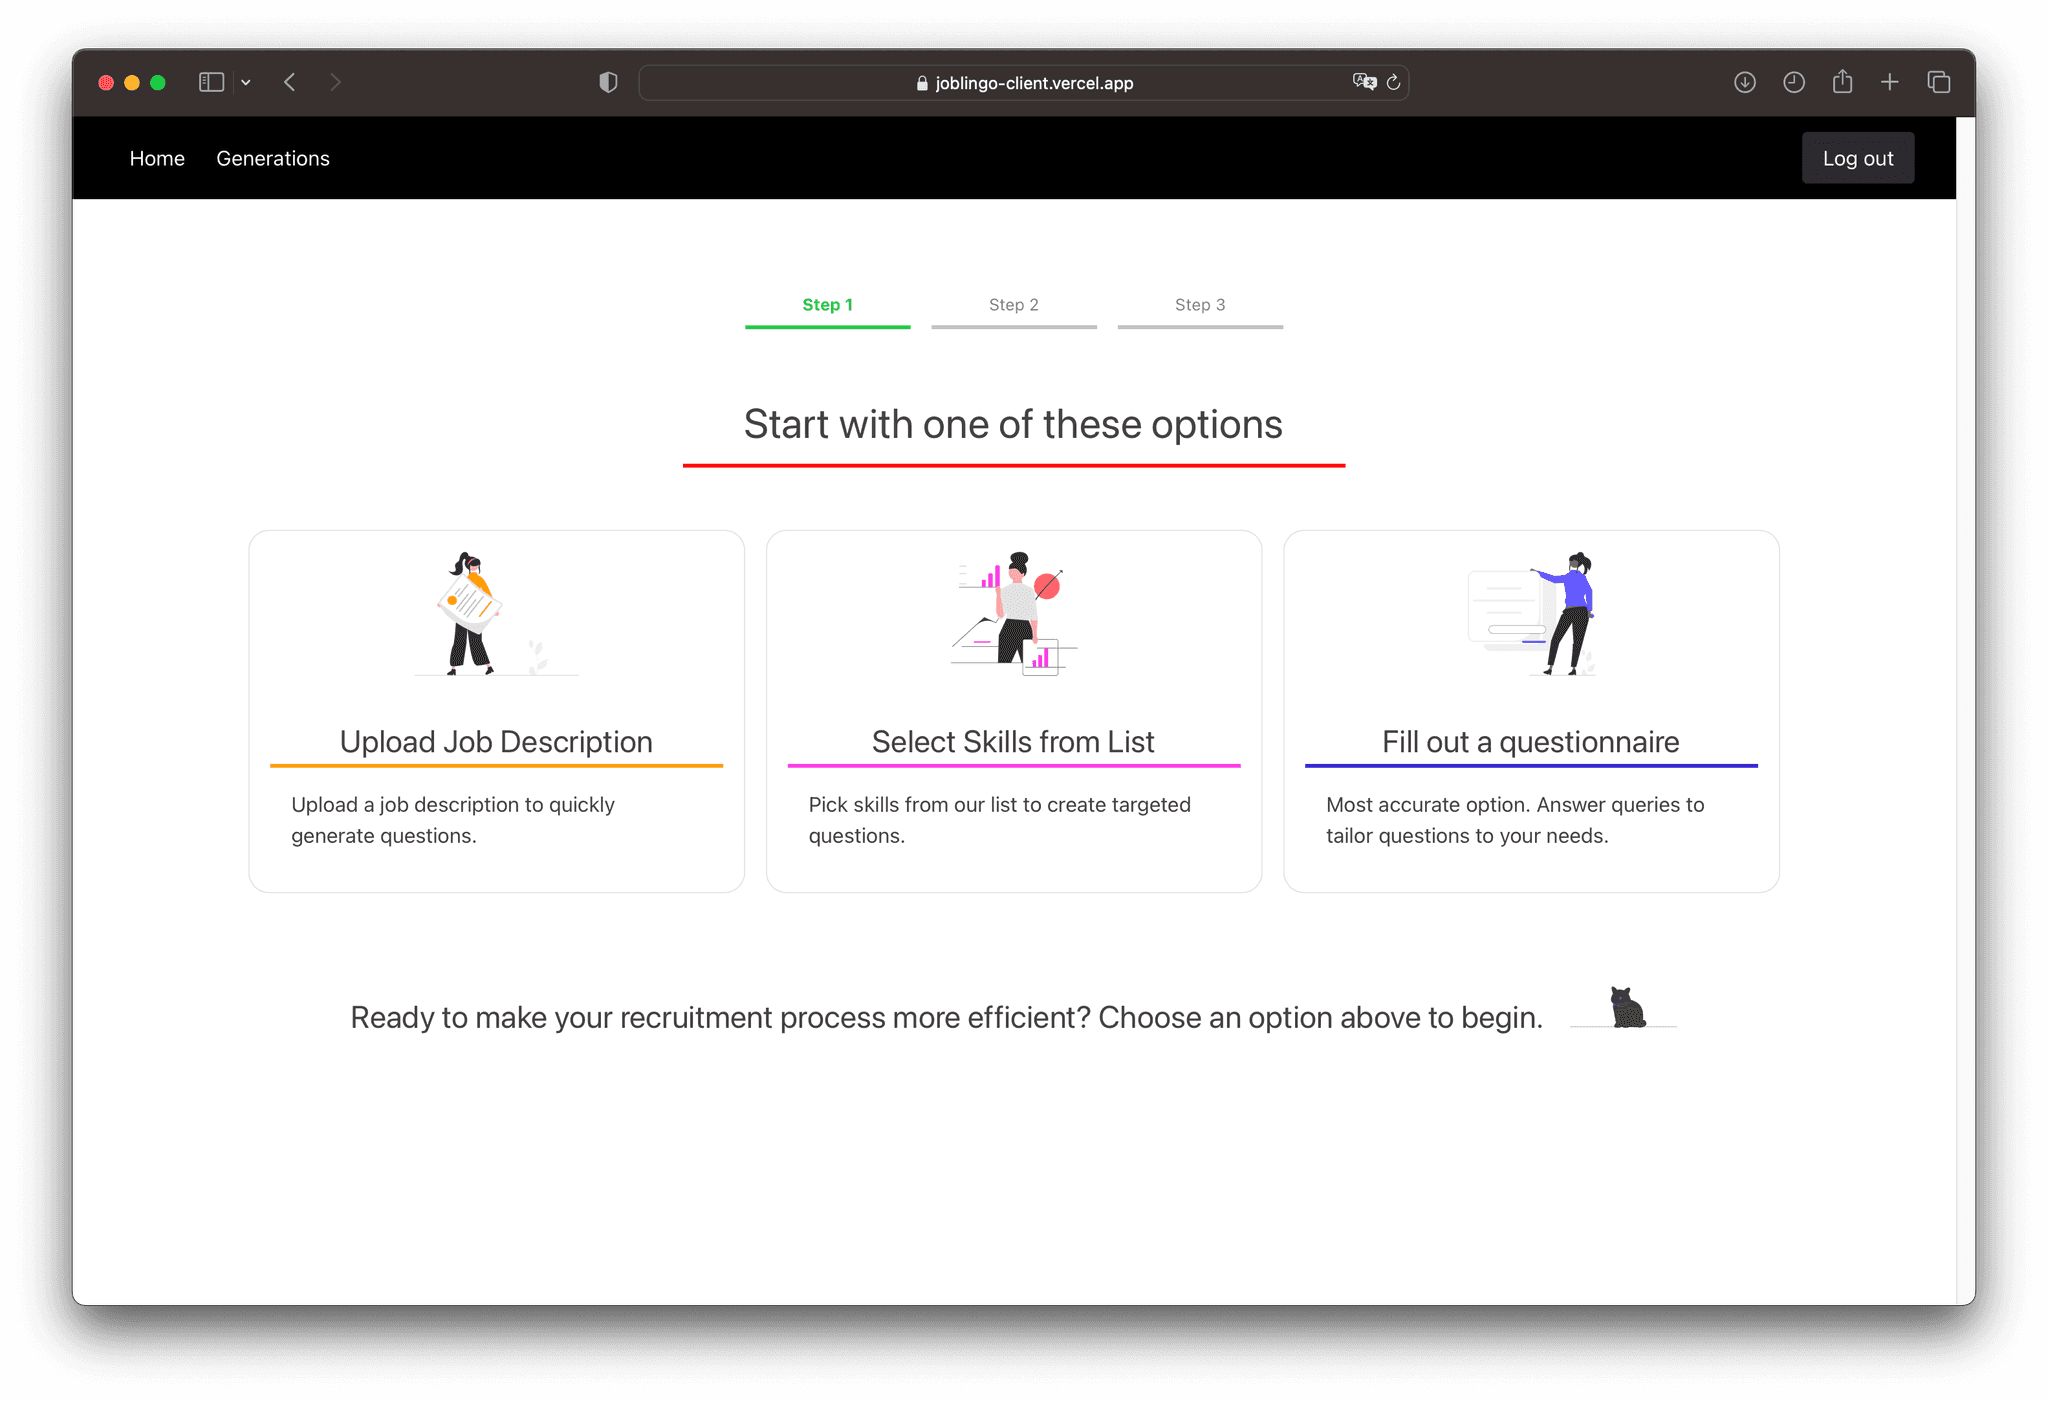 joblingo-client.vercel.app
Home Generations Log out
Step 1 Step 2 Step 3
Start with one of these options
Upload Job Description
Upload a job description to quickly
generate questions.
Select Skills from List
Pick skills from our list to create targeted
questions.
Fill out a questionnaire
Most accurate option. Answer queries to
tailor questions to your needs.
Ready to make your recruitment process more efficient? Choose an option above to begin.